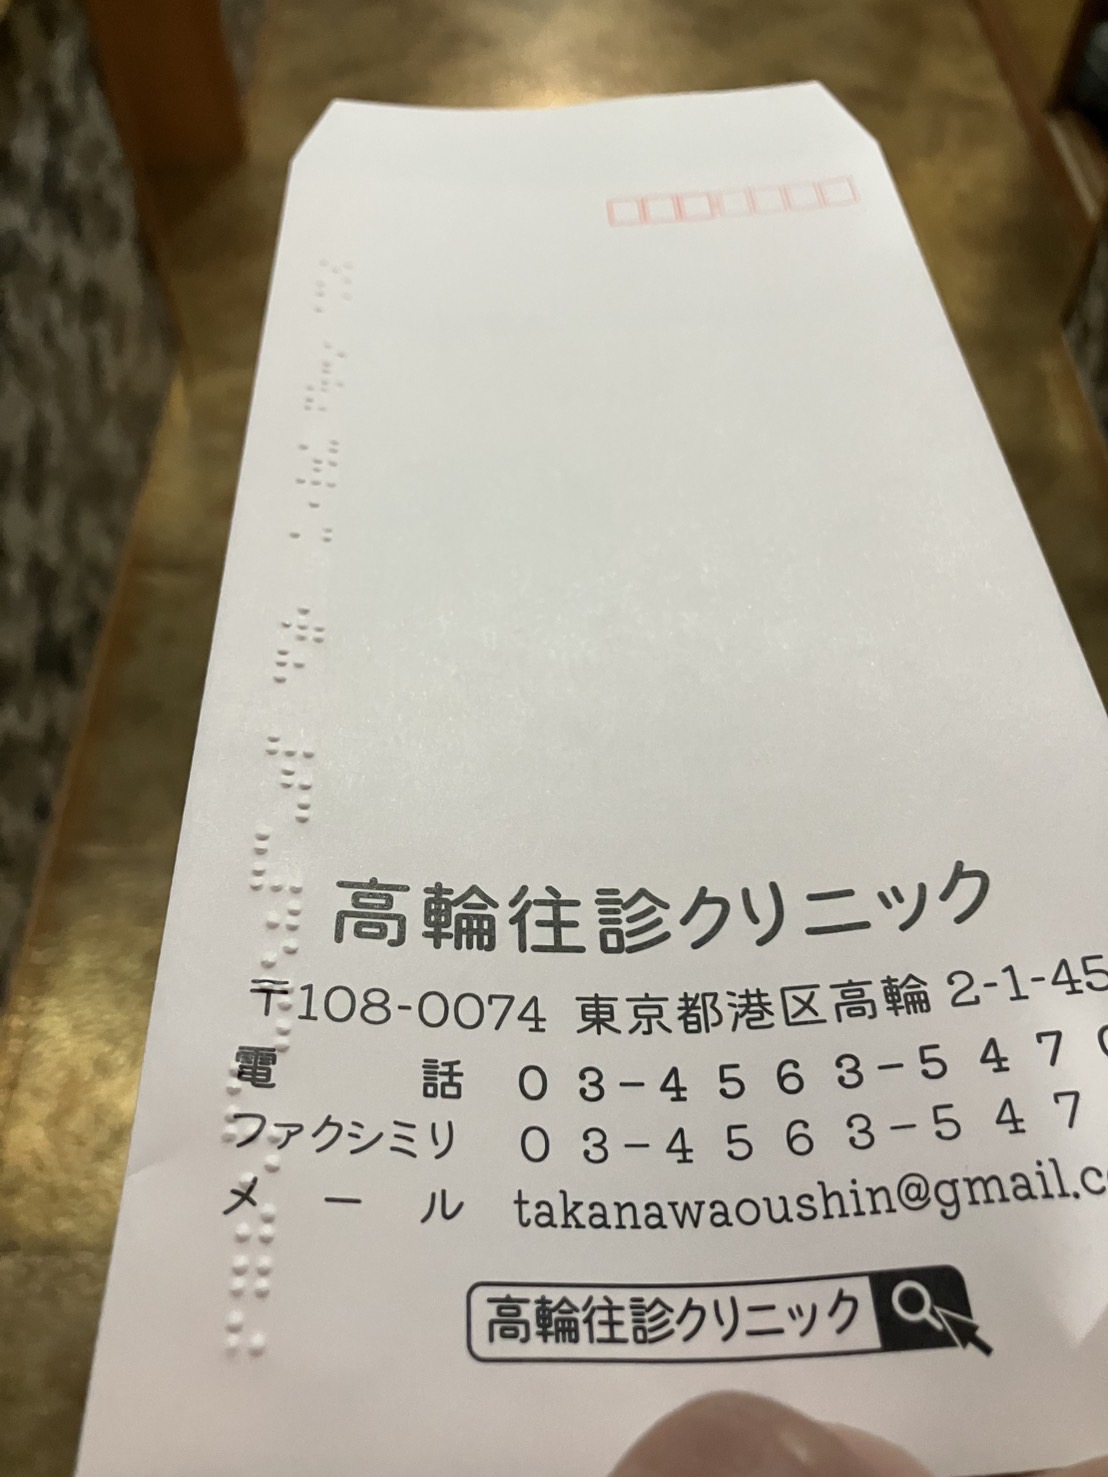 高輪往診クリニック
〒108-0074 東京都港区高輪 2-1-45
電話 03-4563-547
ファクシミリ 03-4563-547
メール takanawaoushin@gmail.c
高輪往診クリニック